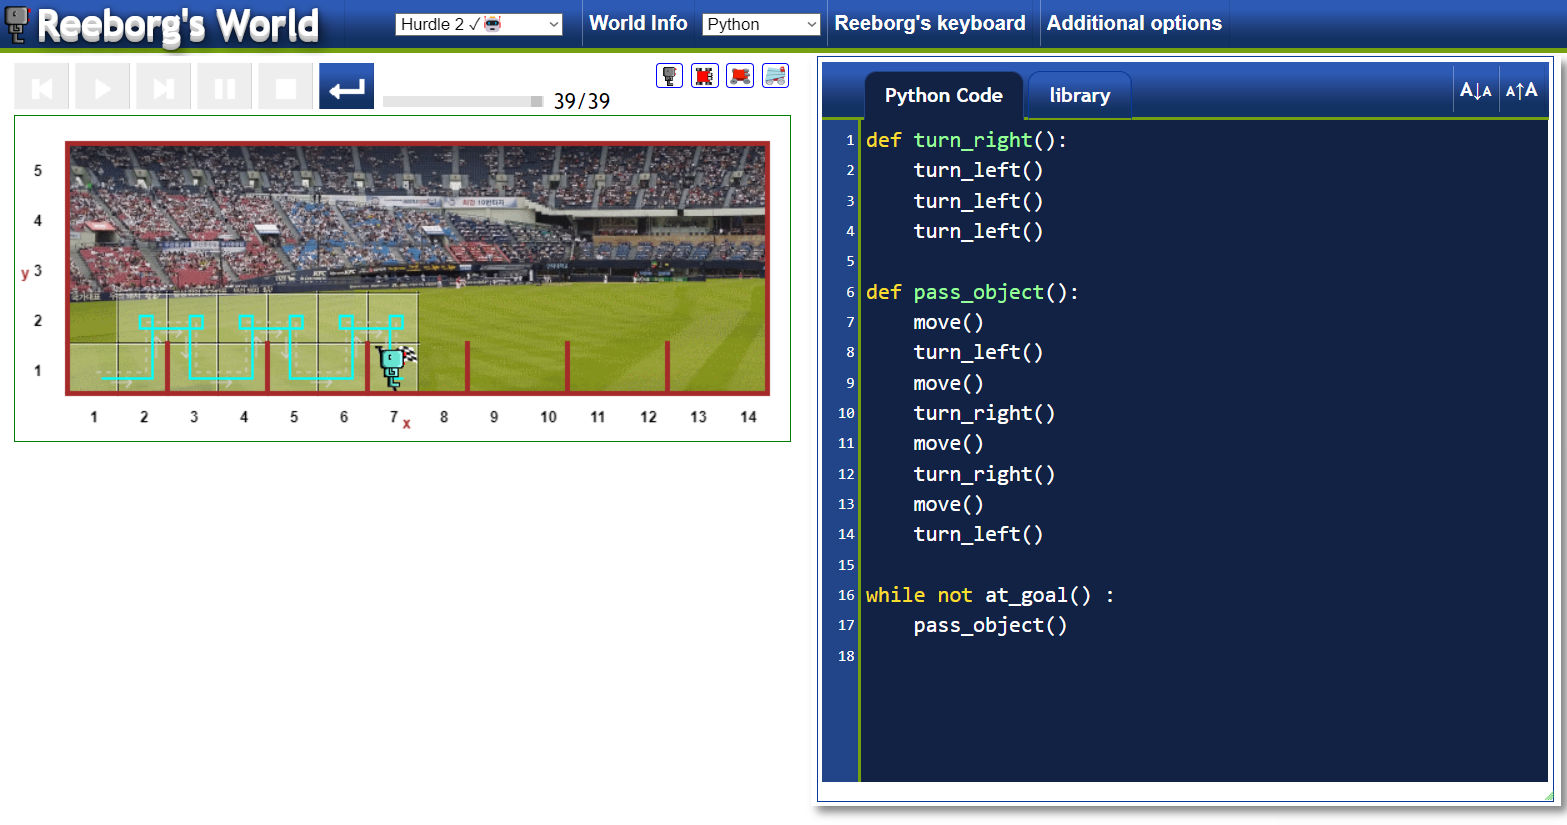 Reeborg's World
Hurdle 2 ✓
World Info
Python
Reeborg's keyboard
Additional options
39/39
Python Code
library
A↓A
A↑A
5
4
y 3
2
1
1 2 3 4 5 6 7 8 9 10 11 12 13 14
x
1 def turn_right():
2 turn_left()
3 turn_left()
4 turn_left()
5
6 def pass_object():
7 move()
8 turn_left()
9 move()
10 turn_right()
11 move()
12 turn_right()
13 move()
14 turn_left()
15
16 while not at_goal() :
17 pass_object()
18